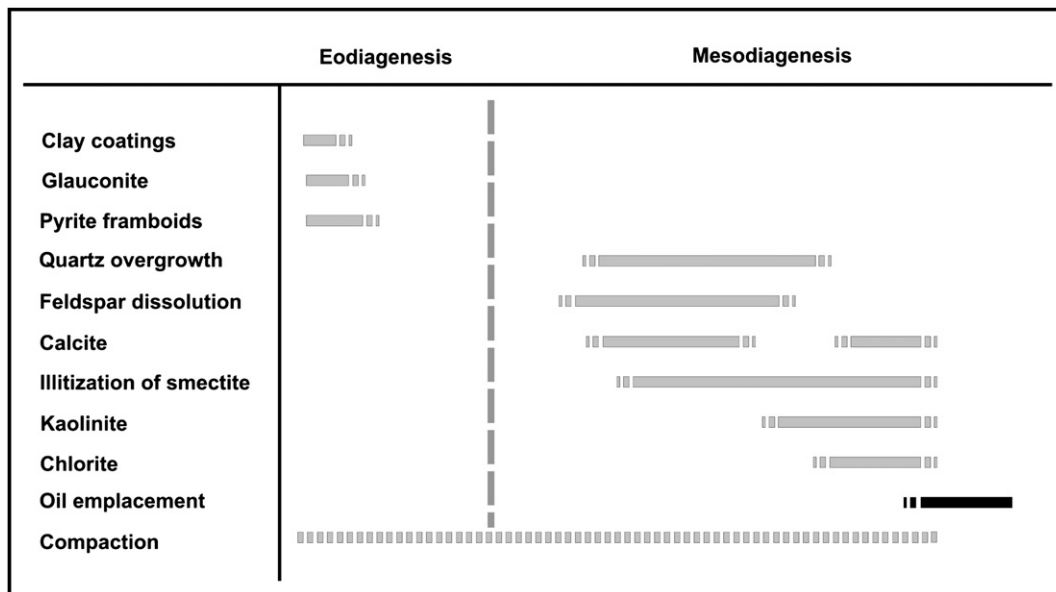 Eodiagenesis
Mesodiagenesis
Clay coatings
Glauconite
Pyrite framboids
Quartz overgrowth
Feldspar dissolution
Calcite
Illitization of smectite
Kaolinite
Chlorite
Oil emplacement
Compaction